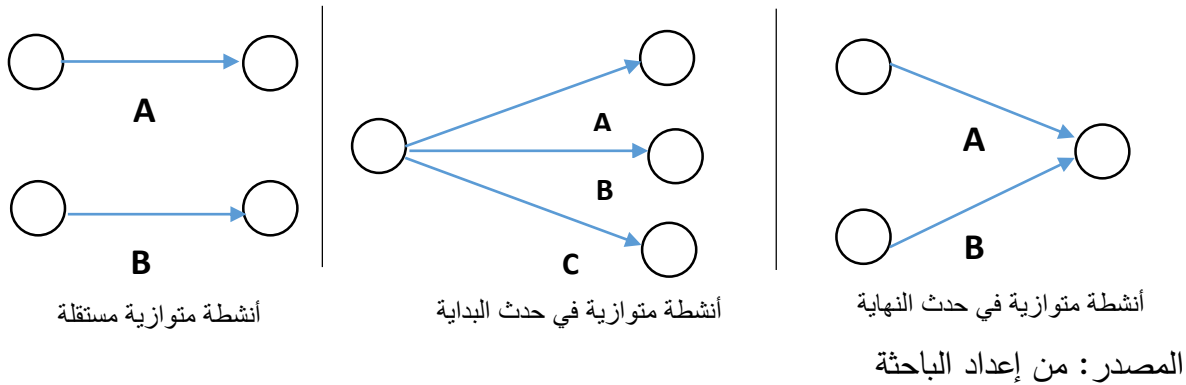 A
B
أنشطة متوازية في حدث النهاية
A
B
C
أنشطة متوازية في حدث البداية
A
B
أنشطة متوازية مستقلة
المصدر: من إعداد الباحثة